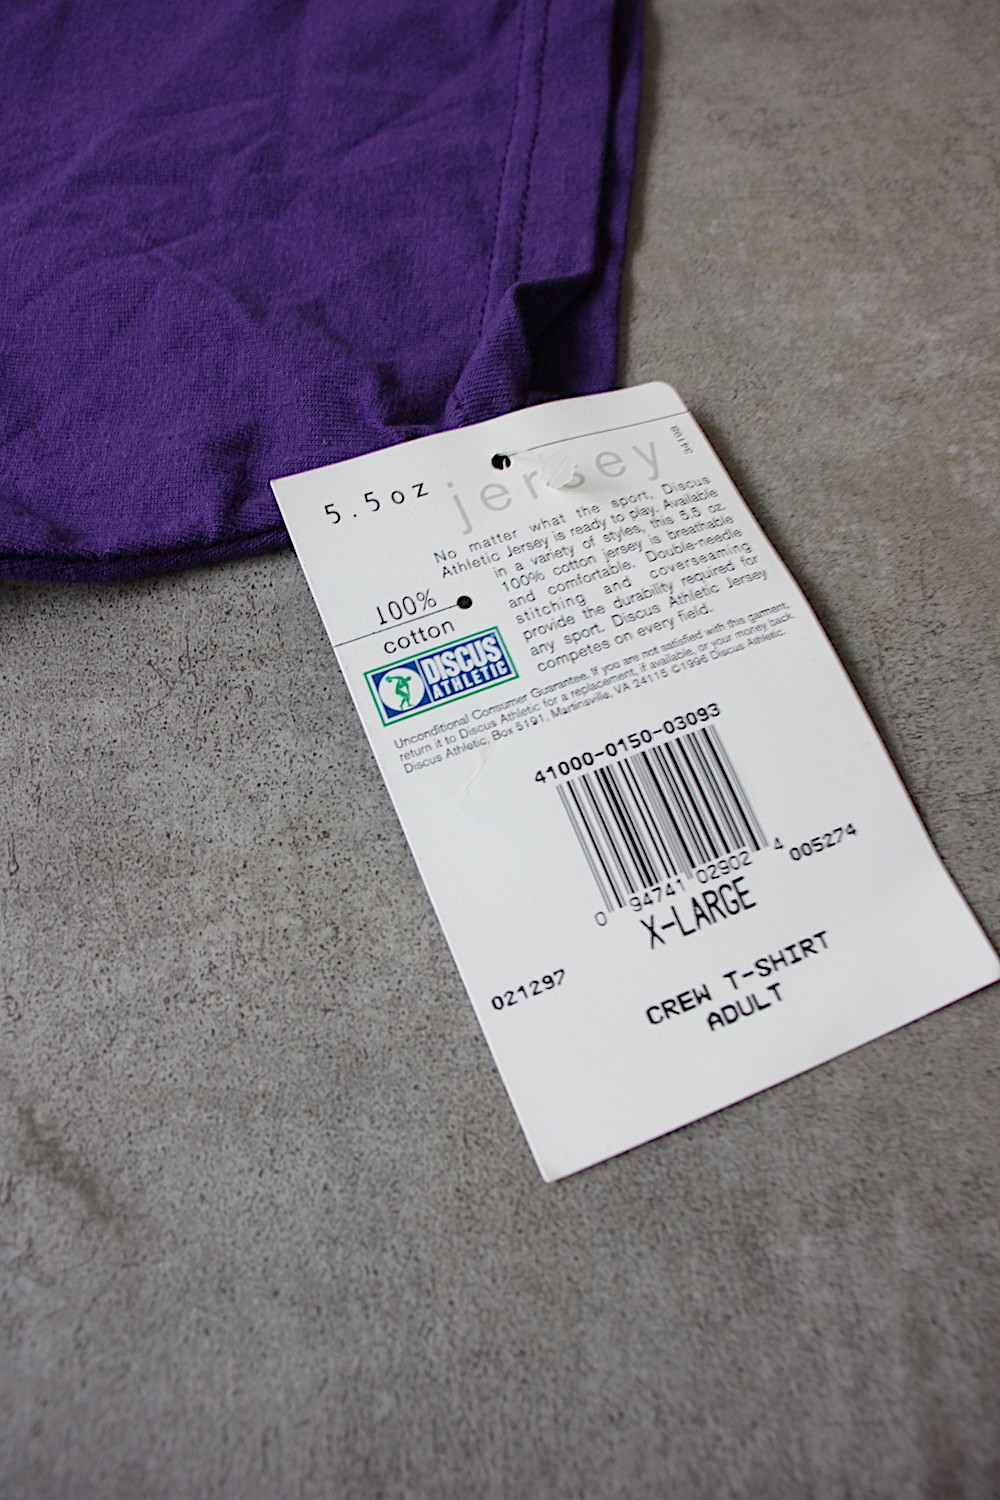 5.5oz
jersey
34198
No matter what the sport, Discus
Athletic Jersey is ready to play. Available
in a variety of styles, this 5.5 oz.
100% cotton jersey is breathable
and comfortable. Double-needle
stitching and coverseaming
provide the durability required for
any sport. Discus Athletic Jersey
competes on every field.
100%
cotton
DISCUS
ATHLETIC
Unconditional Consumer Guarantee. If you are not satisfied with this garment,
return it to Discus Athletic for a replacement, if available, or your money back.
Discus Athletic, Box 5191, Martinsville, VA 24115 ©1996 Discus Athletic.
41000-0150-03093
0 94741 02902 4
005274
X-LARGE
021297
CREW T-SHIRT
ADULT